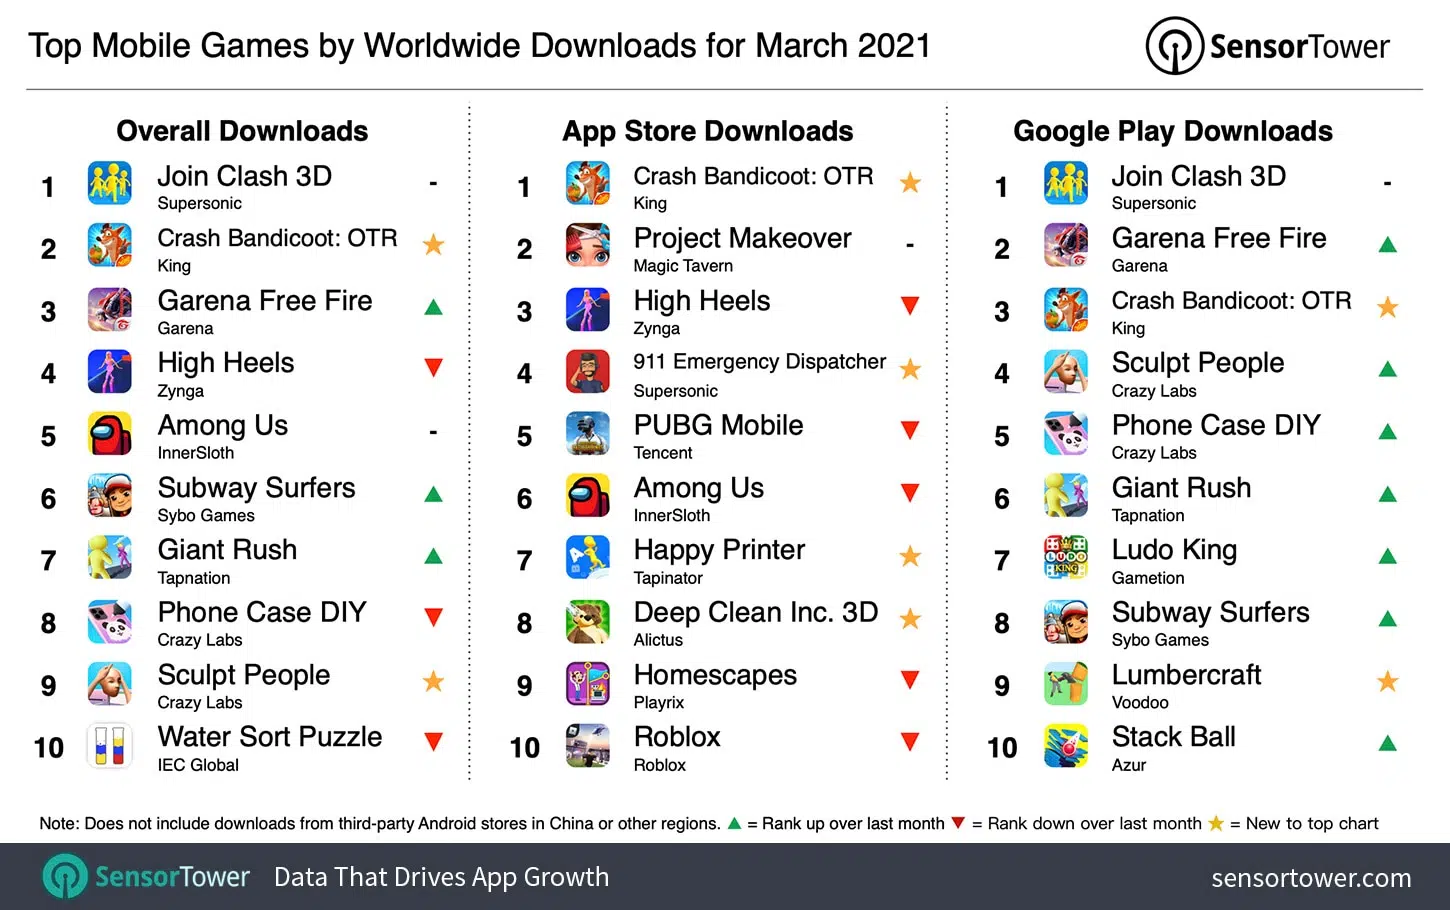 Top Mobile Games by Worldwide Downloads for March 2021
SensorTower
Overall Downloads
1
Join Clash 3D
-
Supersonic
2
Crash Bandicoot: OTR
King
3
Garena Free Fire
Garena
4
High Heels
Zynga
5
Among Us
-
InnerSloth
6
Subway Surfers
Sybo Games
7
Giant Rush
Tapnation
8
Phone Case DIY
Crazy Labs
9
Sculpt People
Crazy Labs
10
Water Sort Puzzle
IEC Global
App Store Downloads
1
Crash Bandicoot: OTR
King
2
Project Makeover
-
Magic Tavern
3
High Heels
Zynga
4
911 Emergency Dispatcher
Supersonic
5
PUBG Mobile
Tencent
6
Among Us
InnerSloth
7
Happy Printer
Tapinator
8
Deep Clean Inc. 3D
Alictus
9
Homescapes
Playrix
10
Roblox
Roblox
Google Play Downloads
1
Join Clash 3D
-
Supersonic
2
Garena Free Fire
Garena
3
Crash Bandicoot: OTR
King
4
Sculpt People
Crazy Labs
5
Phone Case DIY
Crazy Labs
6
Giant Rush
Tapnation
7
LUDO
KING
Ludo King
Gametion
8
Subway Surfers
Sybo Games
9
Lumbercraft
Voodoo
10
Stack Ball
Azur
Note: Does not include downloads from third-party Android stores in China or other regions. ▲ = Rank up over last month ▼ = Rank down over last month ★ = New to top chart
SensorTower Data That Drives App Growth
sensortower.com